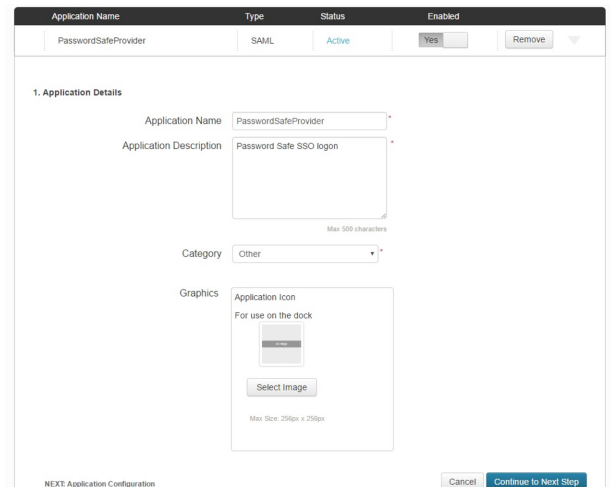 Application Name Type Status Enabled
PasswordSafeProvider SAML Active Yes Remove
1. Application Details
Application Name PasswordSafeProvider *
Application Description Password Safe SSO logon *
Max 500 characters
Category Other *
Graphics Application Icon
For use on the dock
Select Image
Max Size: 256px x 256px
NEXT: Application Configuration Cancel Continue to Next Step